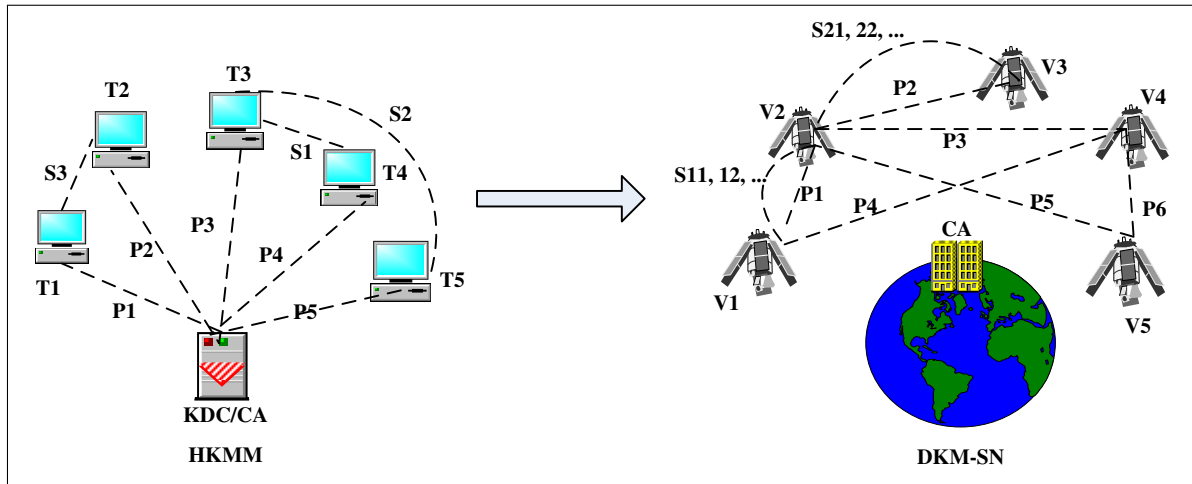 T3
T2
S2
S3
S1
T4
P3
P2
P4
T1
T5
P1
P5
KDC/CA
HKMM
S21, 22, ...
V3
P2
V4
V2
P3
S11, 12, ...
P1
P4
P5
P6
CA
V1
V5
DKM-SN